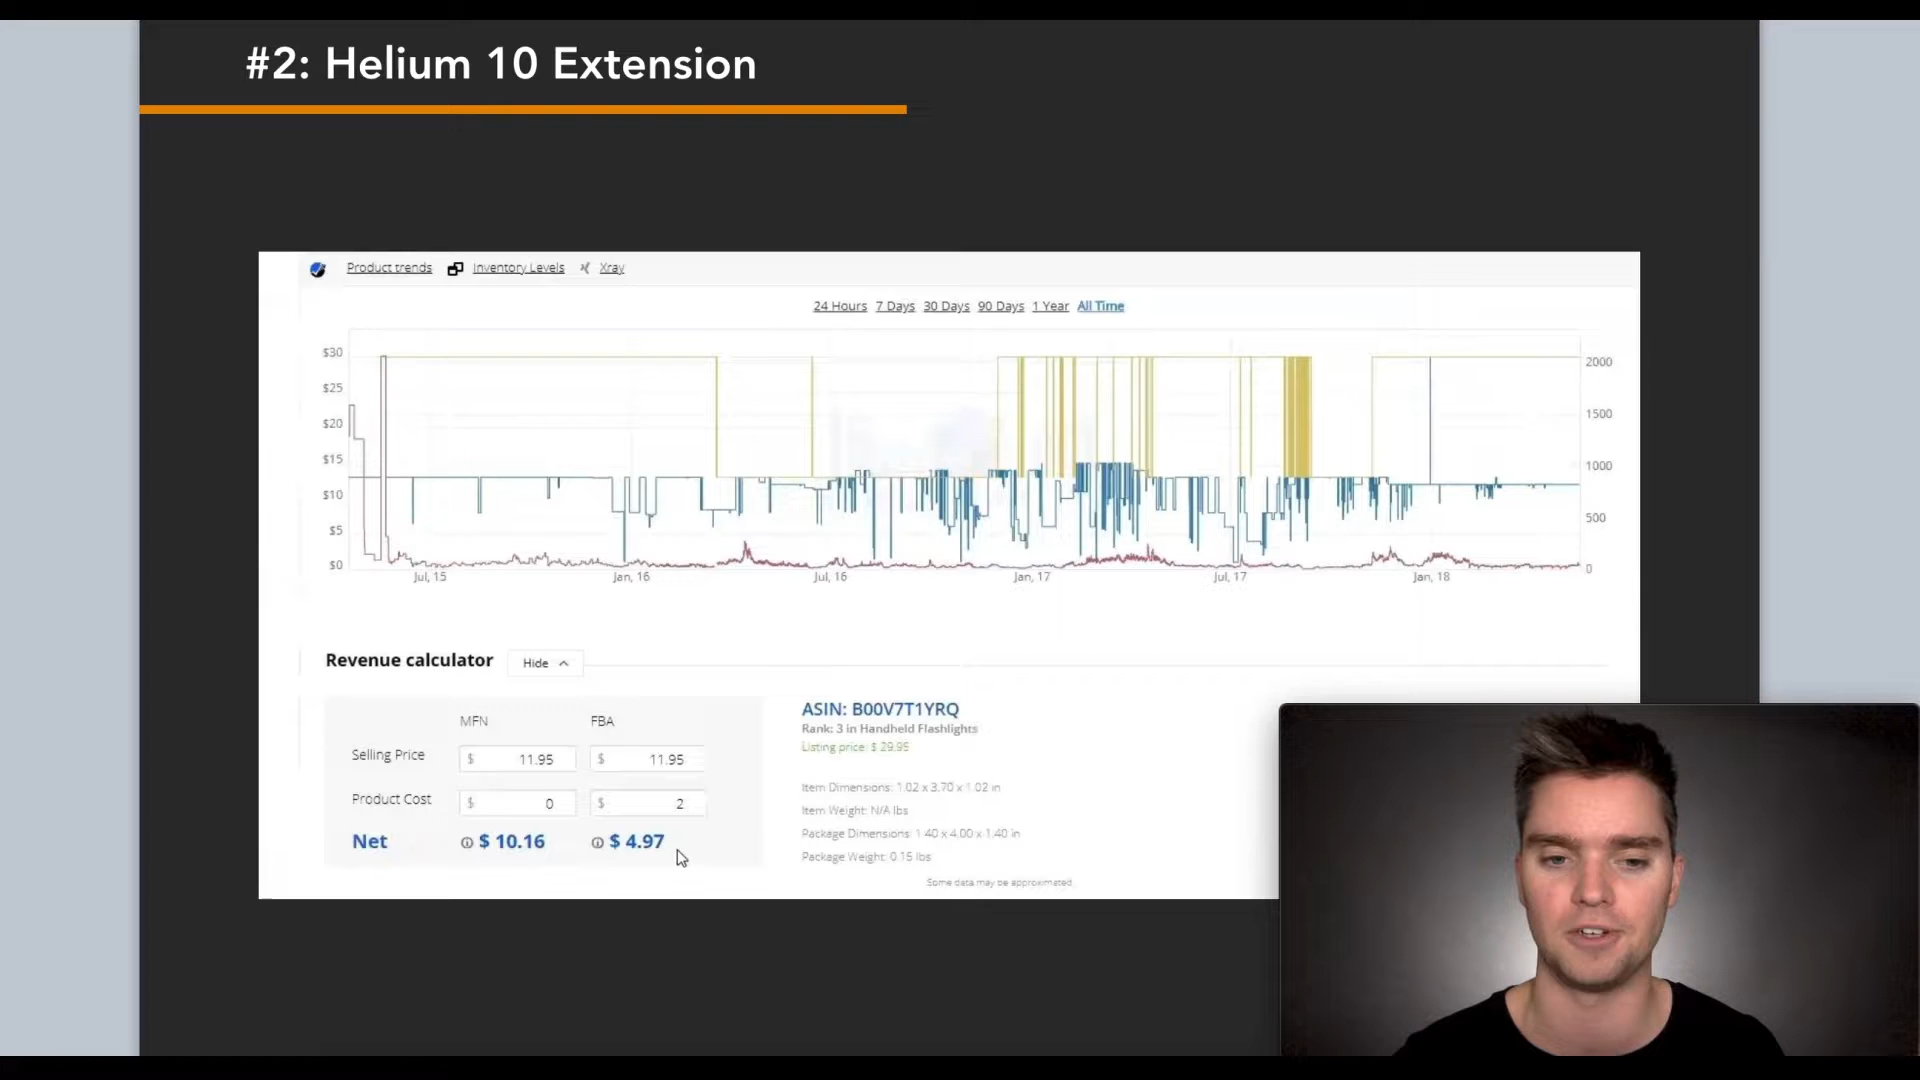 #2: Helium 10 Extension
Product trends Inventory Levels Xray
24 Hours 7 Days 30 Days 90 Days 1 Year All Time
$30
$25
$20
$15
$10
$5
$0
2000
1500
1000
500
0
Jul, 15 Jan, 16 Jul, 16 Jan, 17 Jul, 17 Jan, 18
Revenue calculator Hide
MFN FBA
Selling Price $ 11.95 $ 11.95
Product Cost $ 0 $ 2
Net $ 10.16 $ 4.97
ASIN: B00V7T1YRQ
Rank: 3 in Handheld Flashlights
Listing price: $ 29.95
Item Dimensions: 1.02 x 3.70 x 1.02 in
Item Weight: N/A lbs
Package Dimensions: 1.40 x 4.00 x 1.40 in
Package Weight: 0.15 lbs
Some data may be approximated.